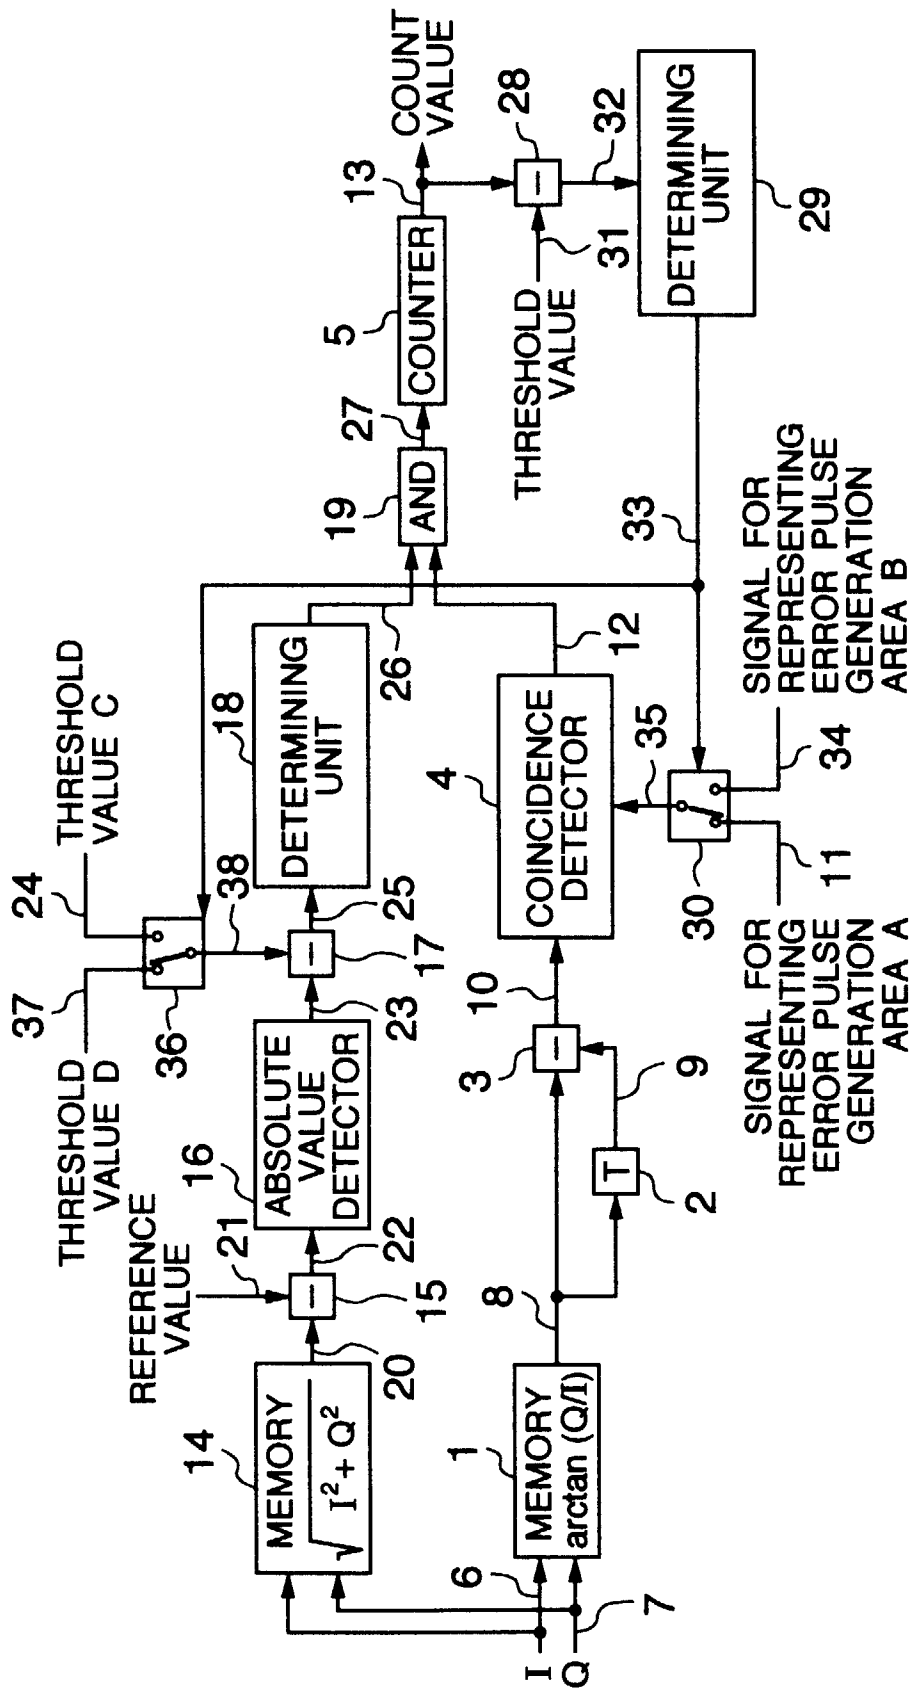 37
24
THRESHOLD
VALUE D
THRESHOLD
VALUE C
36
38
REFERENCE
VALUE
21
14
MEMORY
√I²+Q²
20
15
22
16
ABSOLUTE
VALUE
DETECTOR
23
17
25
18
DETERMINING
UNIT
26
19
AND
27
5
COUNTER
13
COUNT
VALUE
28
THRESHOLD
VALUE
31
32
DETERMINING
UNIT
29
33
I
Q
6
7
1
MEMORY
arctan (Q/I)
8
T
2
9
3
10
4
COINCIDENCE
DETECTOR
12
35
30
11
34
SIGNAL FOR
REPRESENTING
ERROR PULSE
GENERATION
AREA A
SIGNAL FOR
REPRESENTING
ERROR PULSE
GENERATION
AREA B